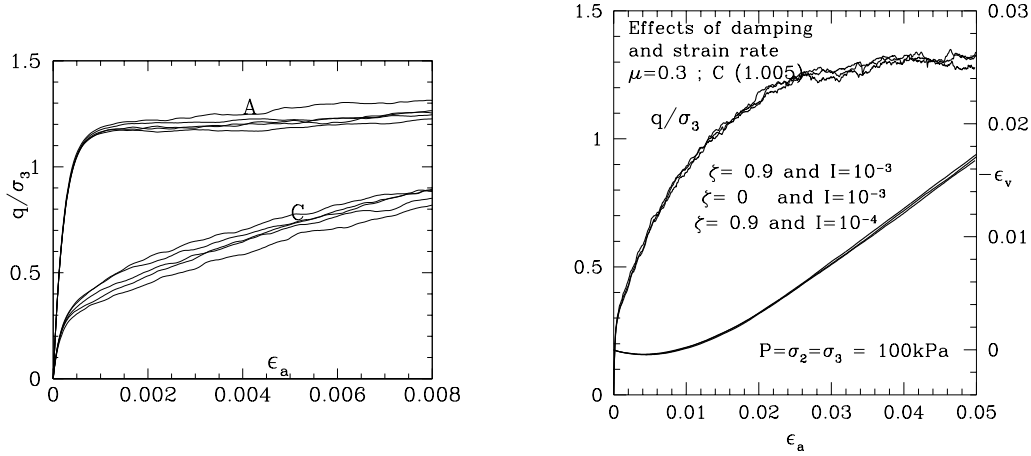 1.5
1
0.5
0
q/σ₃
A
C
ϵₐ
0 0.002 0.004 0.006 0.008
Effects of damping
and strain rate
μ=0.3 ; C (1.005)
q/σ₃
ζ= 0.9 and I=10⁻³
ζ= 0 and I=10⁻³
ζ= 0.9 and I=10⁻⁴
P=σ₂=σ₃ = 100kPa
1.5
1
0.5
0
0.03
0.02
−ϵᵥ
0.01
0
0 0.01 0.02 0.03 0.04 0.05
ϵₐ